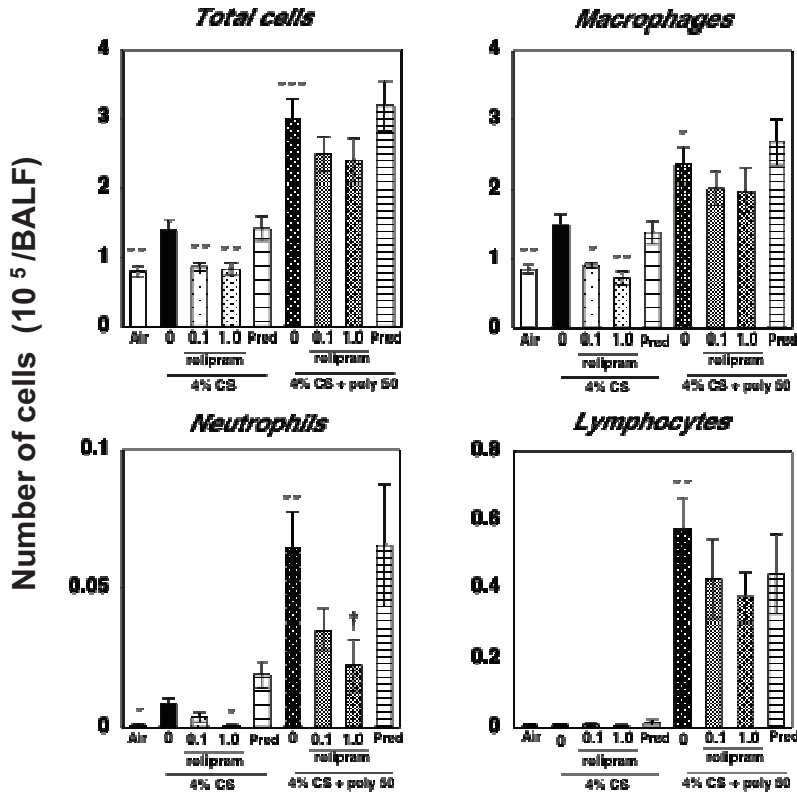 Total cells
Macrophages
Number of cells (10 5 /BALF)
4
3
2
1
0
Air 0 0.1 1.0 Pred 0 0.1 1.0 Pred
rolipram rolipram
4% CS 4% CS + poly 50
4
3
2
1
0
Air 0 0.1 1.0 Pred 0 0.1 1.0 Pred
rolipram rolipram
4% CS 4% CS + poly 50
Neutrophils
Lymphocytes
0.1
0.05
0
Air 0 0.1 1.0 Pred 0 0.1 1.0 Pred
rolipram rolipram
4% CS 4% CS + poly 50
†
0.8
0.6
0.4
0.2
0
Air 0 0.1 1.0 Pred 0 0.1 1.0 Pred
rolipram rolipram
4% CS 4% CS + poly 50